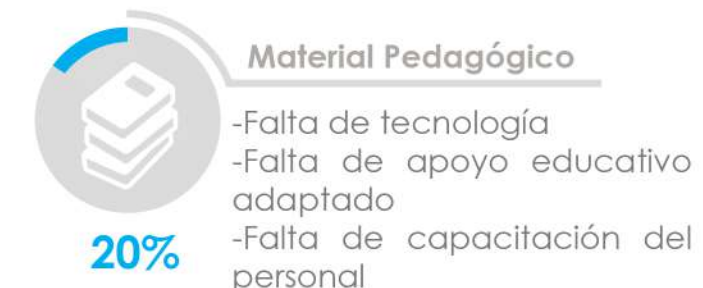 Material Pedagógico
-Falta de tecnología
-Falta de apoyo educativo
adaptado
-Falta de capacitación del
personal
20%